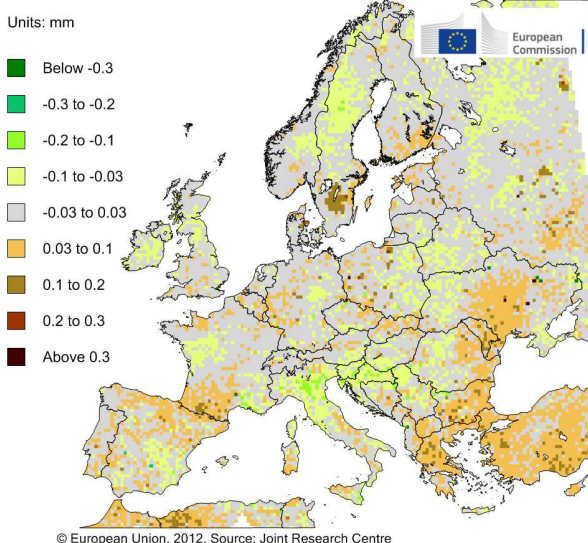 Units: mm
European
Commission
Below -0.3
-0.3 to -0.2
-0.2 to -0.1
-0.1 to -0.03
-0.03 to 0.03
0.03 to 0.1
0.1 to 0.2
0.2 to 0.3
Above 0.3
© European Union, 2012. Source: Joint Research Centre